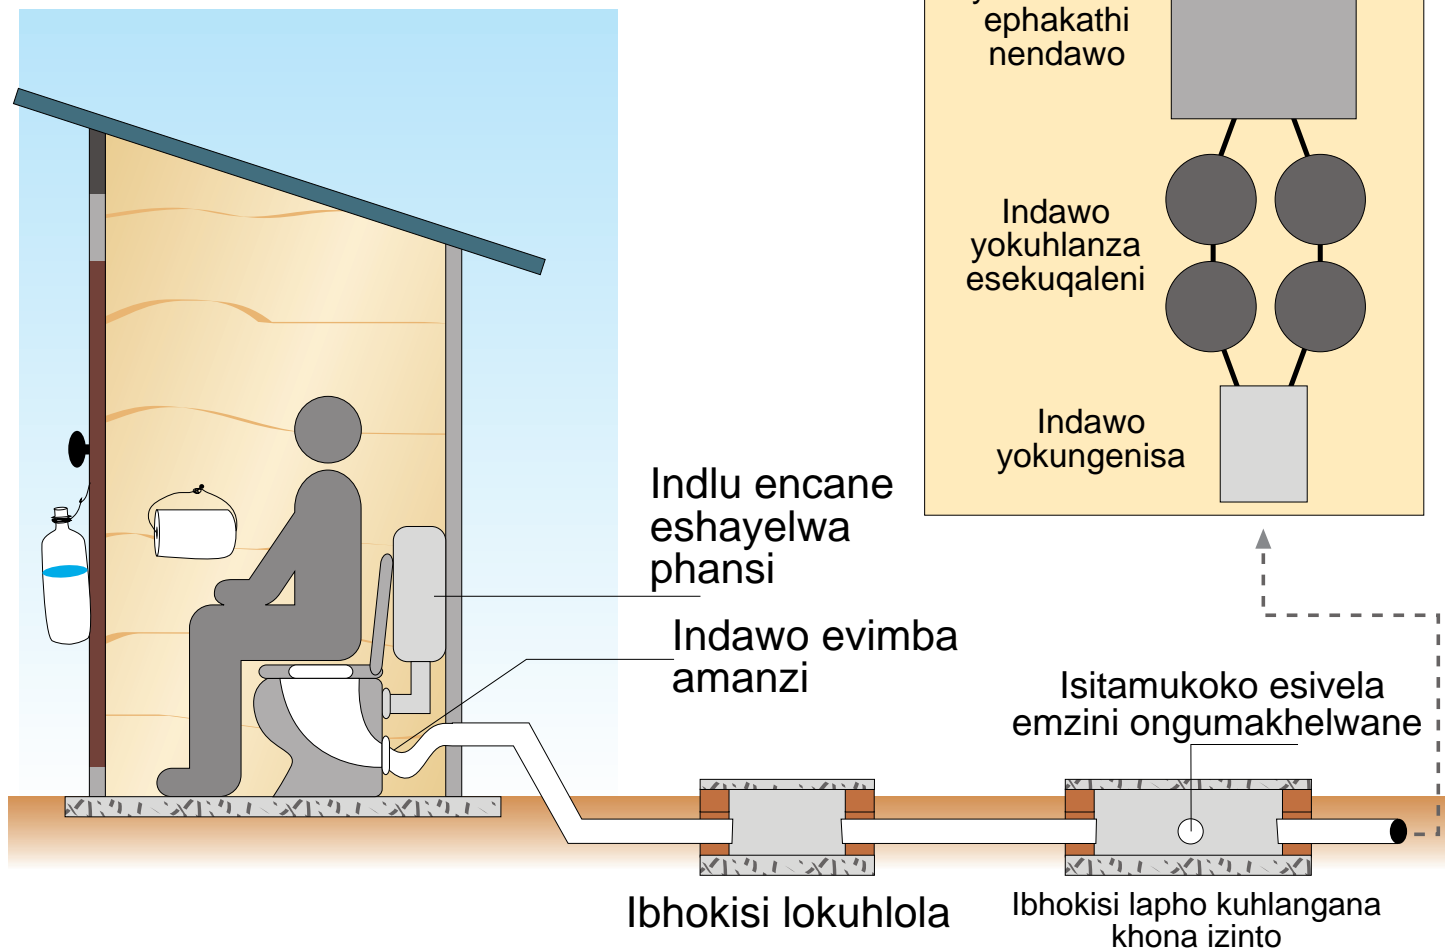 ephakathi
nendawo
Indawo
yokuhlanza
esekuqaleni
Indawo
yokungenisa
Indlu encane
eshayelwa
phansi
Indawo evimba
amanzi
Isitamukoko esivela
emzini ongumakhelwane
Ibhokisi lokuhlola
Ibhokisi lapho kuhlangana
khona izinto